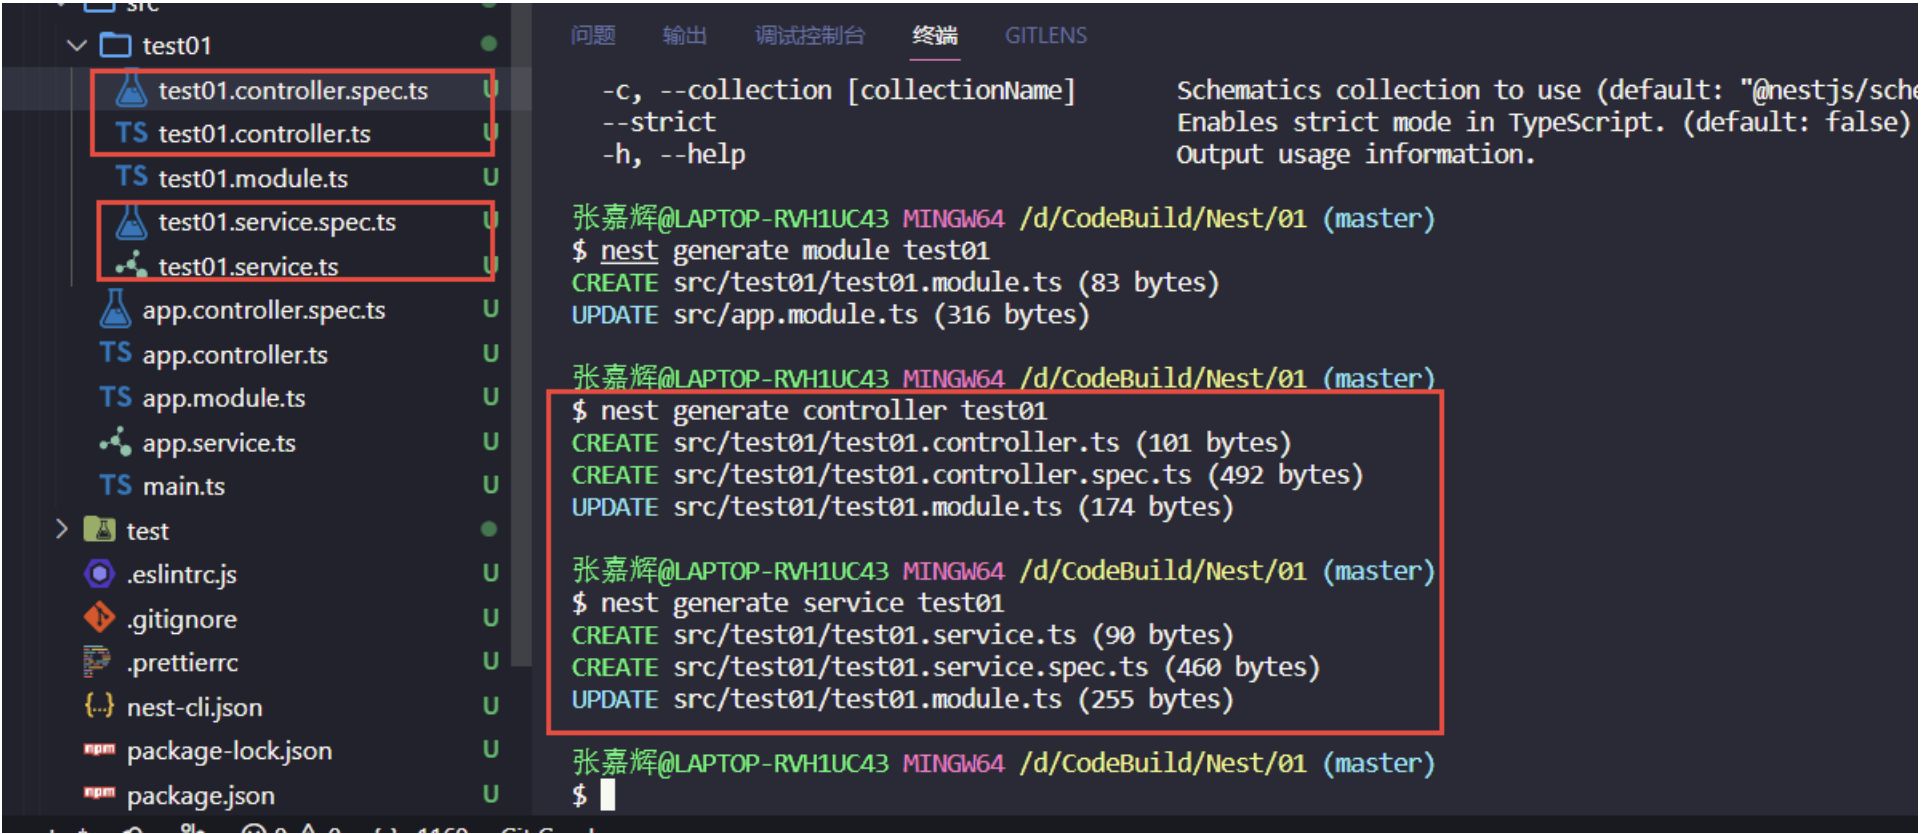 src
test01
test01.controller.spec.ts U
TS test01.controller.ts U
TS test01.module.ts U
test01.service.spec.ts U
test01.service.ts U
app.controller.spec.ts U
TS app.controller.ts U
TS app.module.ts U
app.service.ts U
TS main.ts U
test
.eslintrc.js U
.gitignore U
.prettierrc U
{..} nest-cli.json U
npm package-lock.json U
npm package.json U
问题 输出 调试控制台 终端 GITLENS
-c, --collection [collectionName] Schematics collection to use (default: "@nestjs/sche
--strict Enables strict mode in TypeScript. (default: false)
-h, --help Output usage information.
张嘉辉@LAPTOP-RVH1UC43 MINGW64 /d/CodeBuild/Nest/01 (master)
$ nest generate module test01
CREATE src/test01/test01.module.ts (83 bytes)
UPDATE src/app.module.ts (316 bytes)
张嘉辉@LAPTOP-RVH1UC43 MINGW64 /d/CodeBuild/Nest/01 (master)
$ nest generate controller test01
CREATE src/test01/test01.controller.ts (101 bytes)
CREATE src/test01/test01.controller.spec.ts (492 bytes)
UPDATE src/test01/test01.module.ts (174 bytes)
张嘉辉@LAPTOP-RVH1UC43 MINGW64 /d/CodeBuild/Nest/01 (master)
$ nest generate service test01
CREATE src/test01/test01.service.ts (90 bytes)
CREATE src/test01/test01.service.spec.ts (460 bytes)
UPDATE src/test01/test01.module.ts (255 bytes)
张嘉辉@LAPTOP-RVH1UC43 MINGW64 /d/CodeBuild/Nest/01 (master)
$